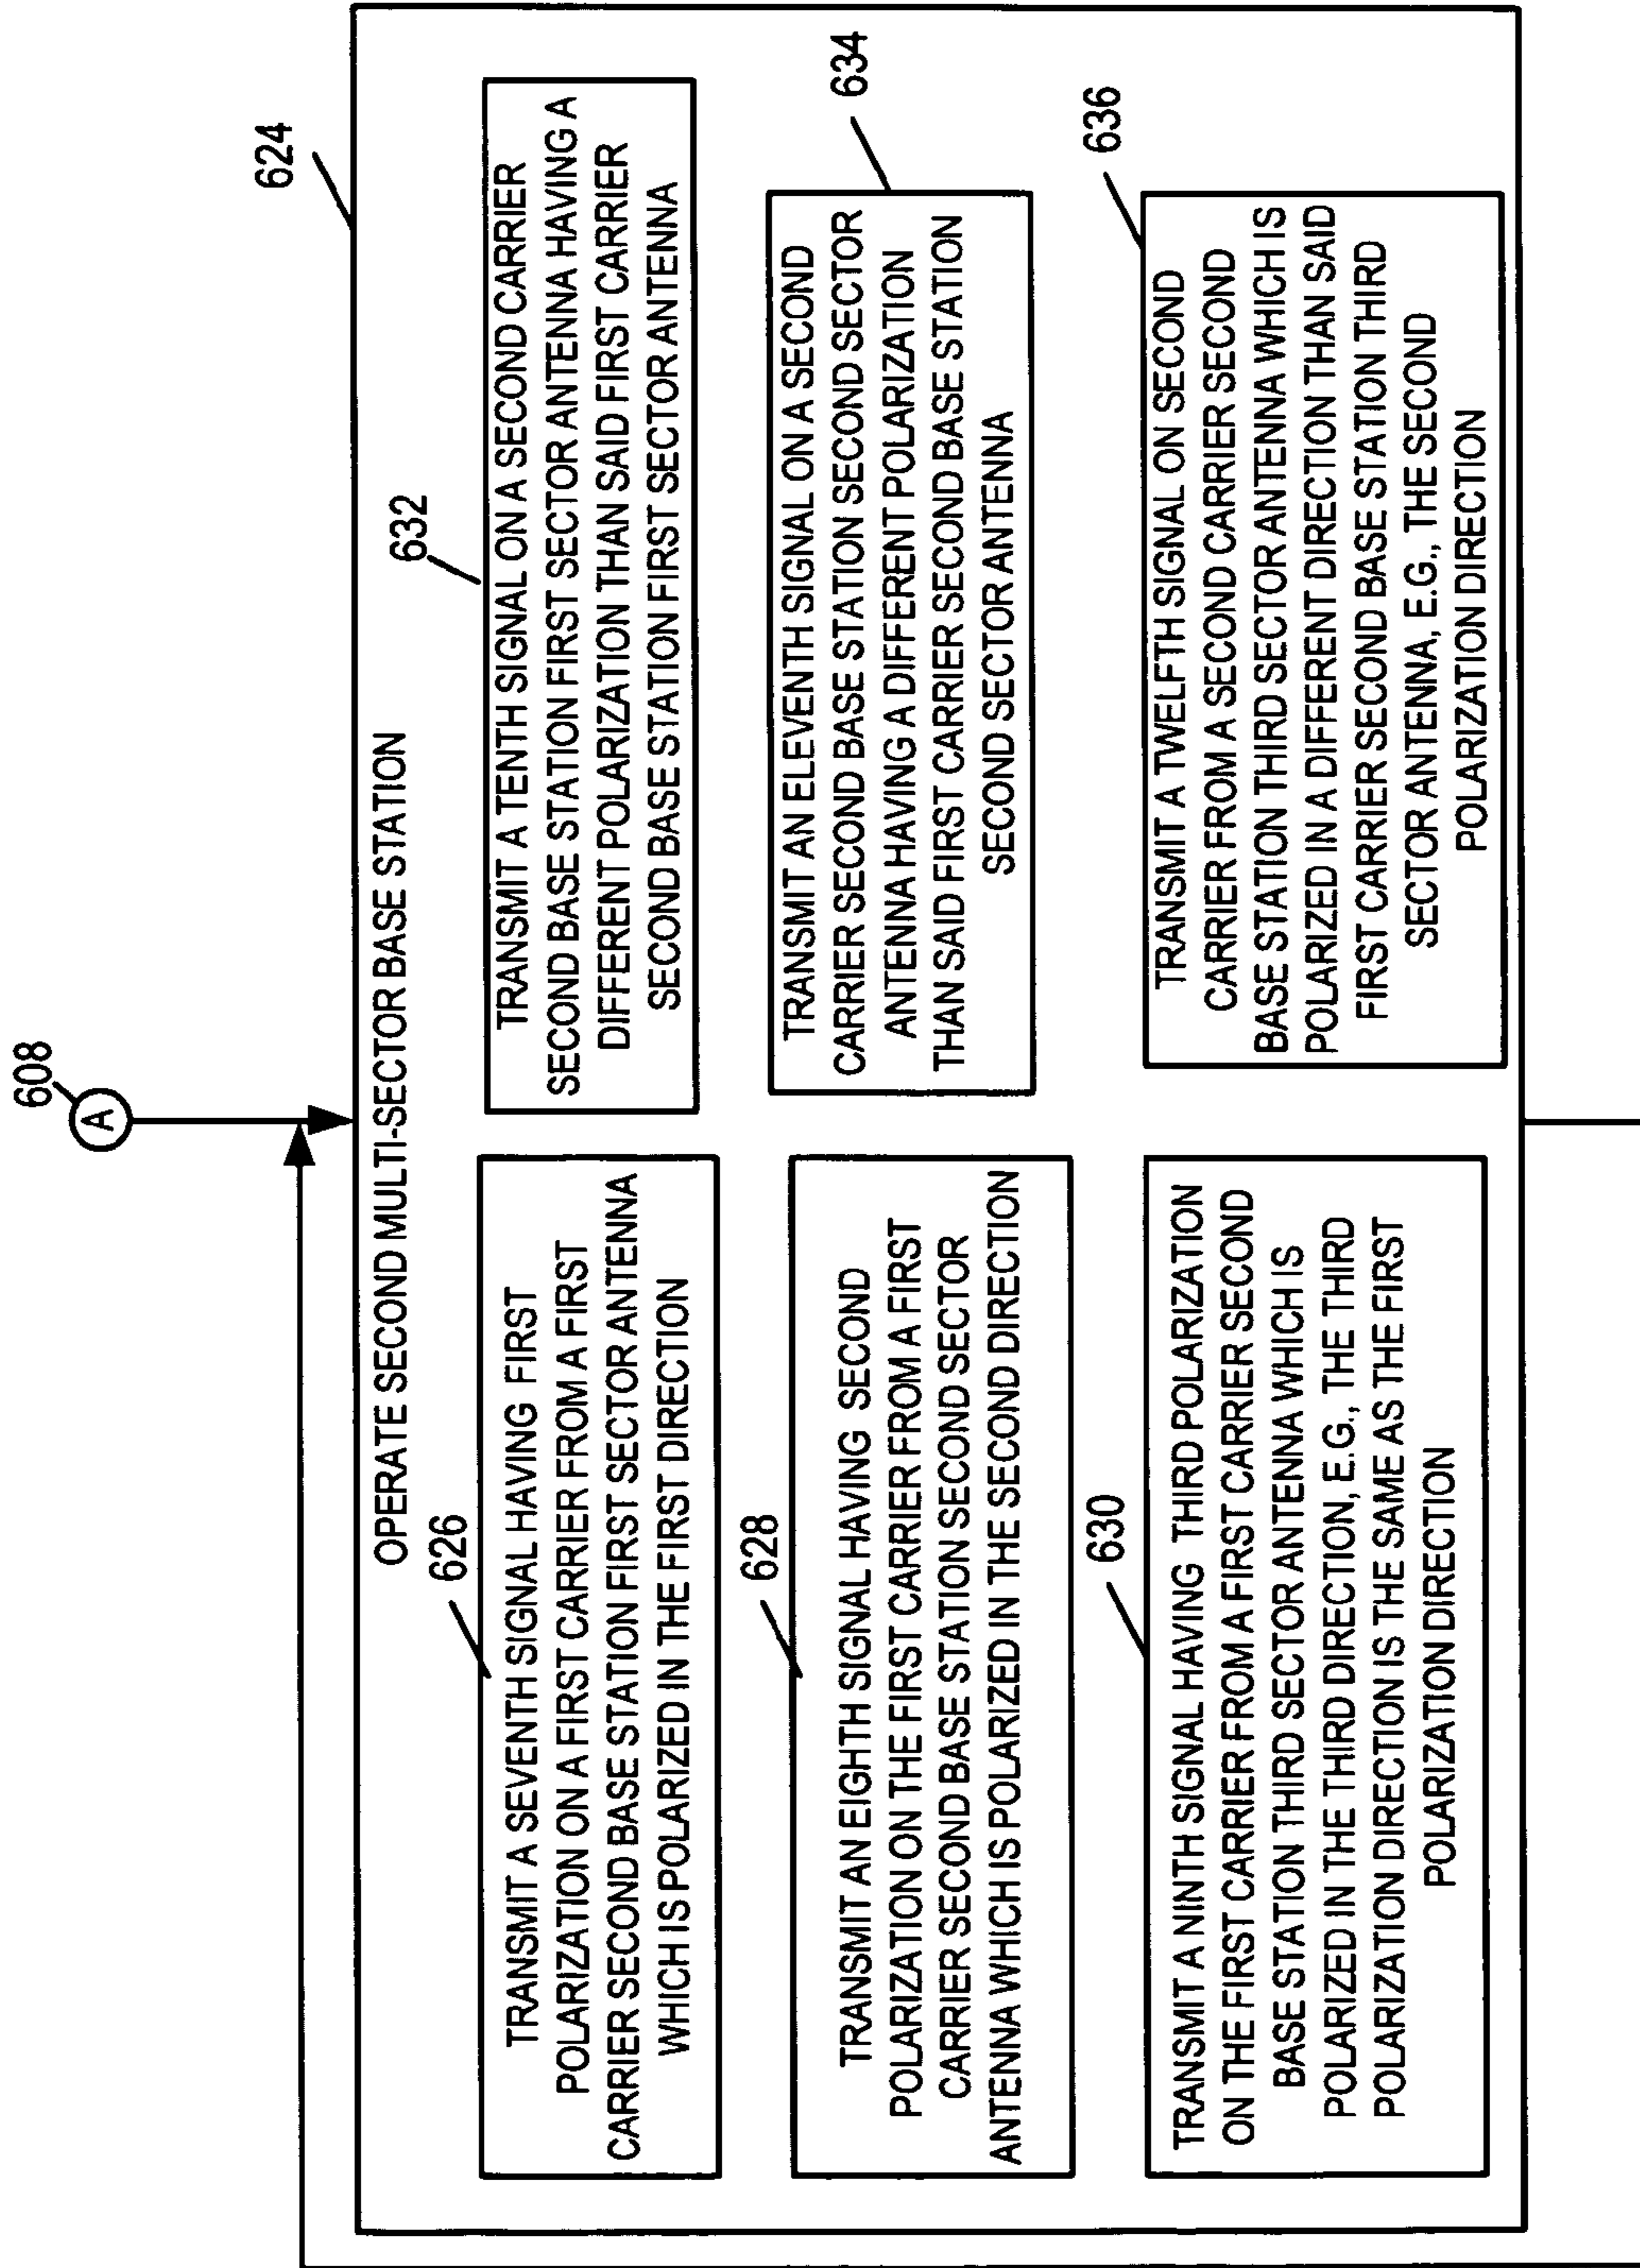 608
A
624
OPERATE SECOND MULTI-SECTOR BASE STATION
626
TRANSMIT A SEVENTH SIGNAL HAVING FIRST
POLARIZATION ON A FIRST CARRIER FROM A FIRST
CARRIER SECOND BASE STATION FIRST SECTOR ANTENNA
WHICH IS POLARIZED IN THE FIRST DIRECTION
628
TRANSMIT AN EIGHTH SIGNAL HAVING SECOND
POLARIZATION ON THE FIRST CARRIER FROM A FIRST
CARRIER SECOND BASE STATION SECOND SECTOR
ANTENNA WHICH IS POLARIZED IN THE SECOND DIRECTION
630
TRANSMIT A NINTH SIGNAL HAVING THIRD POLARIZATION
ON THE FIRST CARRIER FROM A FIRST CARRIER SECOND
BASE STATION THIRD SECTOR ANTENNA WHICH IS
POLARIZED IN THE THIRD DIRECTION, E.G., THE THIRD
POLARIZATION DIRECTION IS THE SAME AS THE FIRST
POLARIZATION DIRECTION
632
TRANSMIT A TENTH SIGNAL ON A SECOND CARRIER
SECOND BASE STATION FIRST SECTOR ANTENNA HAVING A
DIFFERENT POLARIZATION THAN SAID FIRST CARRIER
SECOND BASE STATION FIRST SECTOR ANTENNA
634
TRANSMIT AN ELEVENTH SIGNAL ON A SECOND
CARRIER SECOND BASE STATION SECOND SECTOR
ANTENNA HAVING A DIFFERENT POLARIZATION
THAN SAID FIRST CARRIER SECOND BASE STATION
SECOND SECTOR ANTENNA
636
TRANSMIT A TWELFTH SIGNAL ON SECOND
CARRIER FROM A SECOND CARRIER SECOND
BASE STATION THIRD SECTOR ANTENNA WHICH IS
POLARIZED IN A DIFFERENT DIRECTION THAN SAID
FIRST CARRIER SECOND BASE STATION THIRD
SECTOR ANTENNA, E.G., THE SECOND
POLARIZATION DIRECTION